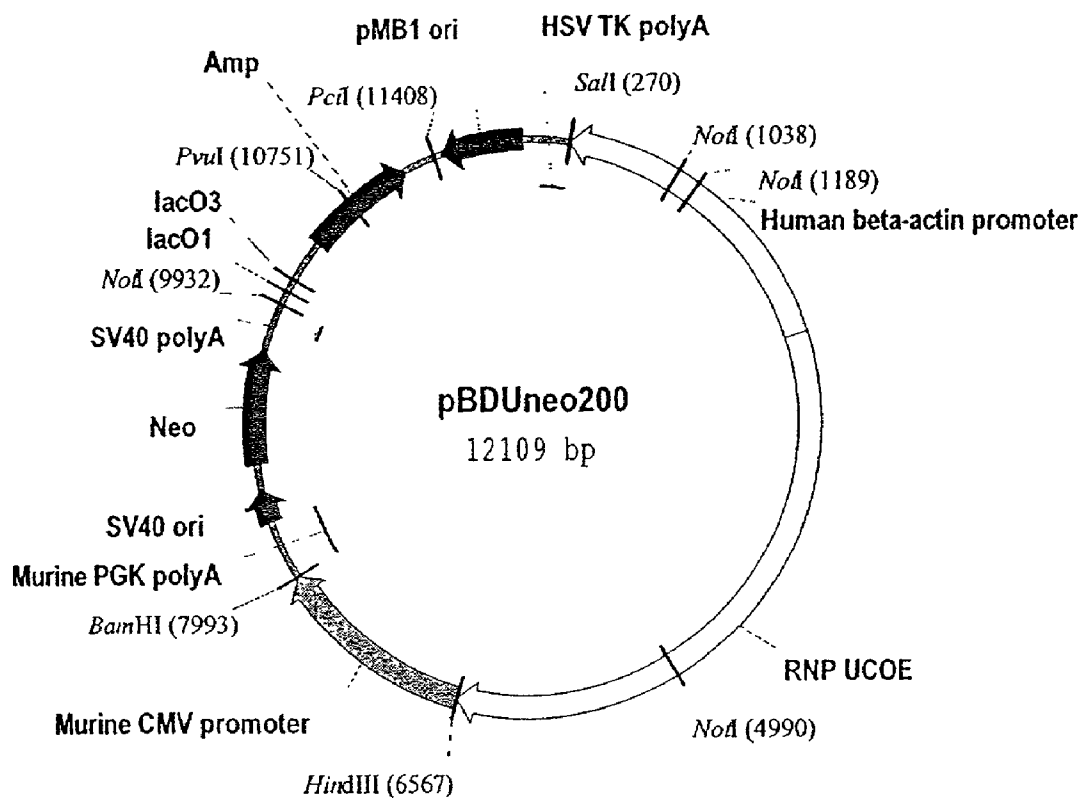 pMB1 ori
HSV TK polyA
Amp
PciI (11408)
SalI (270)
NotI (1038)
PvuI (10751)
NotI (1189)
lacO3
Human beta-actin promoter
lacO1
NotI (9932)
SV40 polyA
pBDUneo200
Neo
12109 bp
SV40 ori
Murine PGK polyA
BamHI (7993)
RNP UCOE
Murine CMV promoter
NotI (4990)
HindIII (6567)